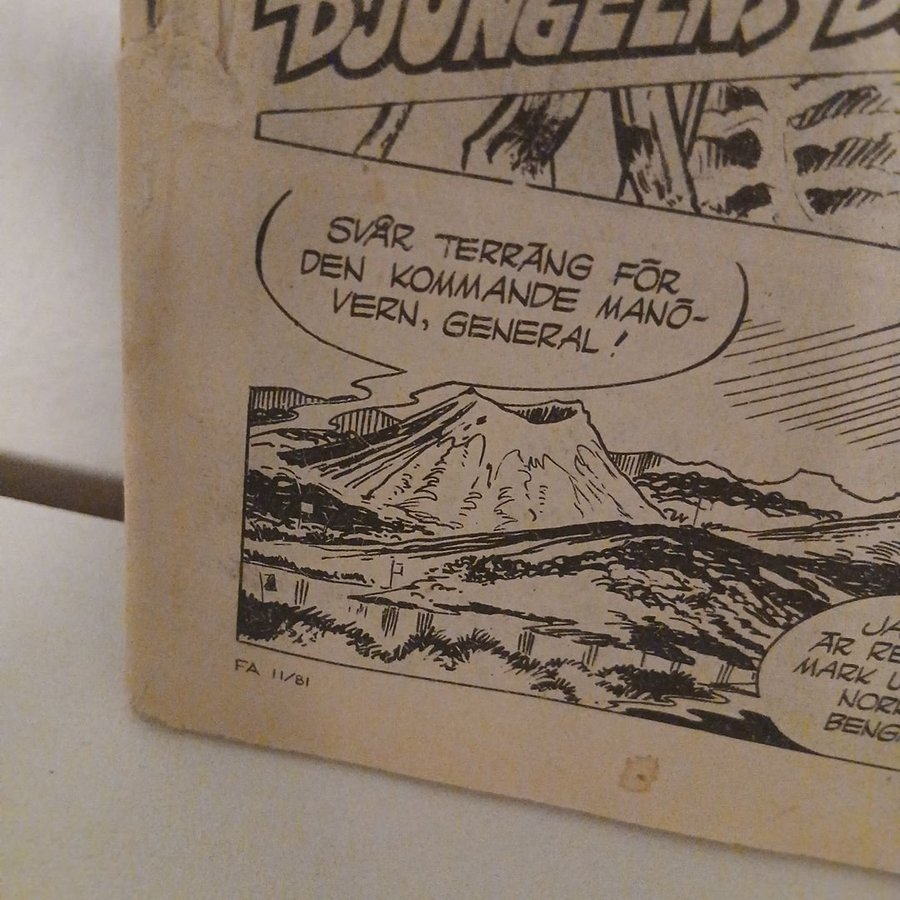 DJUNGELNS
SVÅR TERRÄNG FÖR
DEN KOMMANDE MANÖ-
VERN, GENERAL!
JA
ÄR RE
MARK U
NORR
BENG
FA 11/81